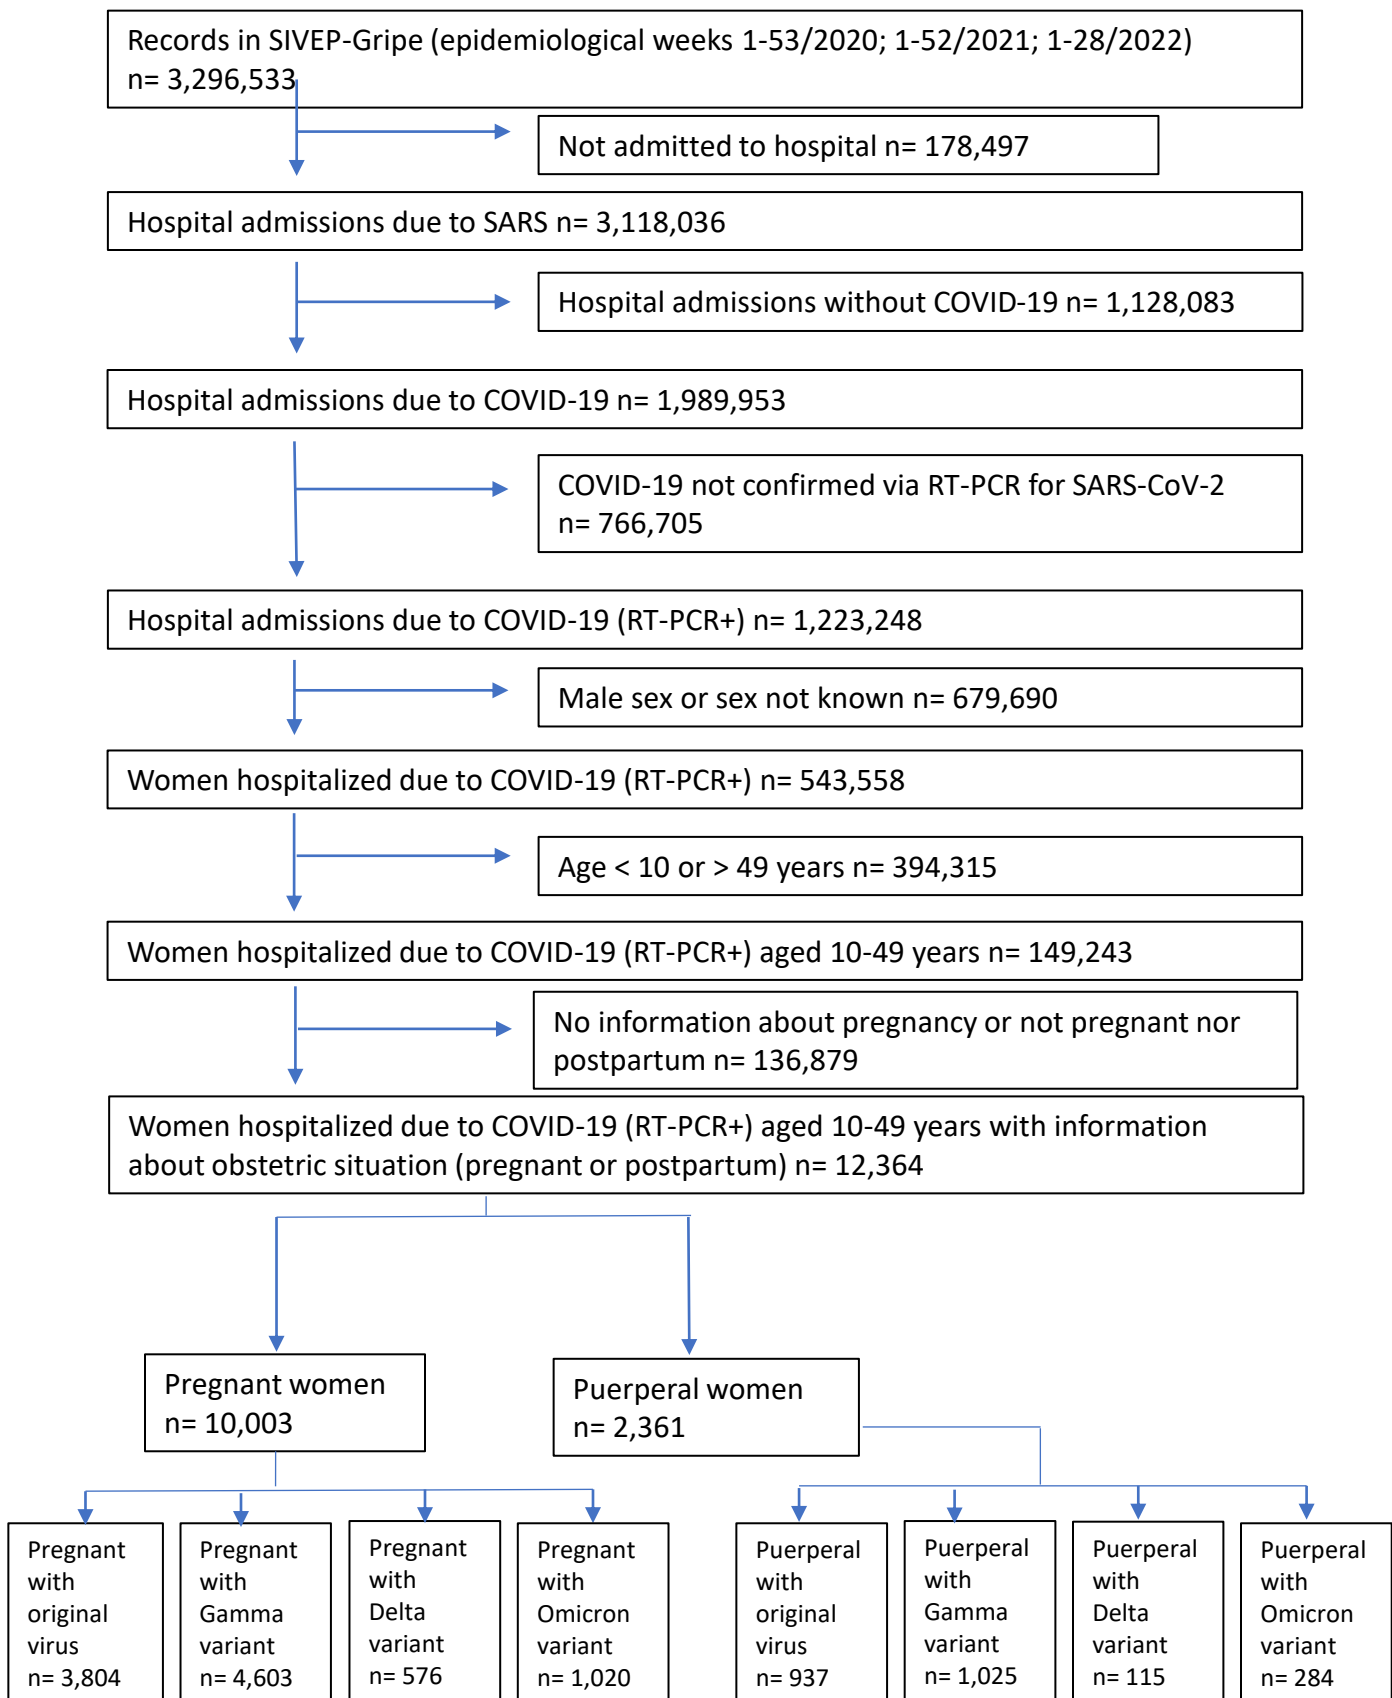 Records in SIVEP-Gripe (epidemiological weeks 1-53/2020; 1-52/2021; 1-28/2022)
n= 3,296,533
Not admitted to hospital n= 178,497
Hospital admissions due to SARS n= 3,118,036
Hospital admissions without COVID-19 n= 1,128,083
Hospital admissions due to COVID-19 n= 1,989,953
COVID-19 not confirmed via RT-PCR for SARS-CoV-2
n= 766,705
Hospital admissions due to COVID-19 (RT-PCR+) n= 1,223,248
Male sex or sex not known n= 679,690
Women hospitalized due to COVID-19 (RT-PCR+) n= 543,558
Age < 10 or > 49 years n= 394,315
Women hospitalized due to COVID-19 (RT-PCR+) aged 10-49 years n= 149,243
No information about pregnancy or not pregnant nor
postpartum n= 136,879
Women hospitalized due to COVID-19 (RT-PCR+) aged 10-49 years with information
about obstetric situation (pregnant or postpartum) n= 12,364
Pregnant women
n= 10,003
Puerperal women
n= 2,361
Pregnant
with
original
virus
n= 3,804
Pregnant
with
Gamma
variant
n= 4,603
Pregnant
with
Delta
variant
n= 576
Pregnant
with
Omicron
variant
n= 1,020
Puerperal
with
original
virus
n= 937
Puerperal
with
Gamma
variant
n= 1,025
Puerperal
with
Delta
variant
n= 115
Puerperal
with
Omicron
variant
n= 284